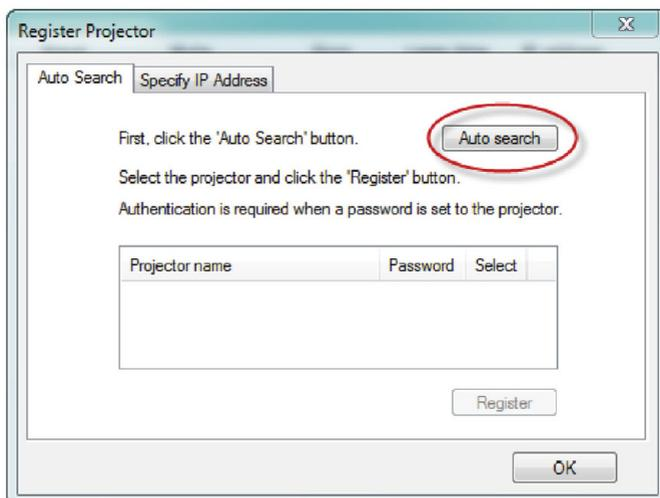 Register Projector
Auto Search
Specify IP Address
First, click the 'Auto Search' button.
Auto search
Select the projector and click the 'Register' button.
Authentication is required when a password is set to the projector.
Projector name
Password
Select
Register
OK